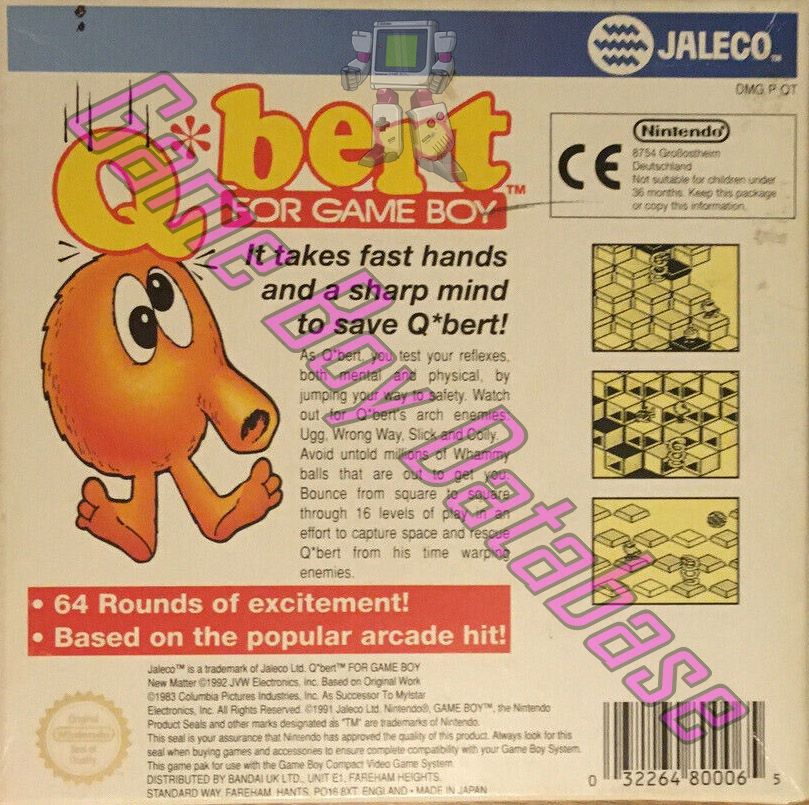 JALECO™
DMG P QT
Q*bert™
FOR GAME BOY
Nintendo®
CE
8754 Großostheim
Deutschland
Not suitable for children under
36 months. Keep this package
or copy this information.
It takes fast hands
and a sharp mind
to save Q*bert!
As Q*bert, you test your reflexes,
both mental and physical, by
jumping your way to safety. Watch
out for Q*bert's arch enemies,
Ugg, Wrong Way, Slick and Coily.
Avoid untold millions of Whammy
balls that are out to get you.
Bounce from square to square
through 16 levels of play in an
effort to capture space and rescue
Q*bert from his time warping
enemies.
• 64 Rounds of excitement!
• Based on the popular arcade hit!
Jaleco™ is a trademark of Jaleco Ltd. Q*bert™ FOR GAME BOY
New Matter ©1992 JVW Electronics, Inc. Based on Original Work
©1983 Columbia Pictures Industries, Inc. As Successor To Mylstar
Electronics, Inc. All Rights Reserved. ©1991 Jaleco Ltd. Nintendo®, GAME BOY™, the Nintendo
Product Seals and other marks designated as "TM" are trademarks of Nintendo.
This seal is your assurance that Nintendo has approved the quality of this product. Always look for this
seal when buying games and accessories to ensure complete compatibility with your Game Boy System.
This game pak for use with the Game Boy Compact Video Game System.
DISTRIBUTED BY BANDAI UK LTD., UNIT E1, FAREHAM HEIGHTS,
STANDARD WAY, FAREHAM, HANTS, PO16 8XT, ENGLAND • MADE IN JAPAN
Original
Nintendo
Seal of
Quality
0 32264 80006 5
Game Boy Database